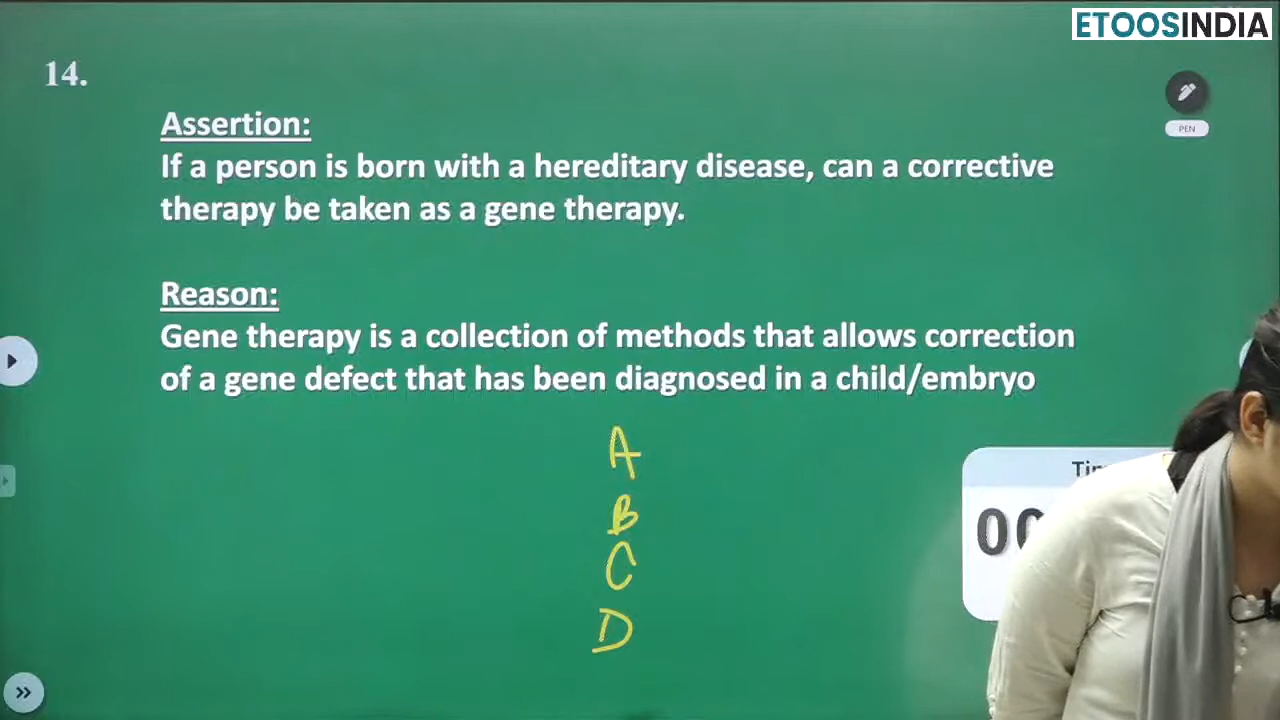 ETOOSINDIA
14.
PEN
Assertion:
If a person is born with a hereditary disease, can a corrective
therapy be taken as a gene therapy.
Reason:
Gene therapy is a collection of methods that allows correction
of a gene defect that has been diagnosed in a child/embryo
A
B
C
D